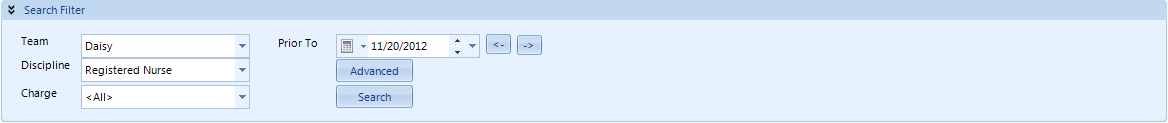 Search Filter
Team Daisy Prior To 11/20/2012 <- ->
Discipline Registered Nurse Advanced
Charge <All> Search